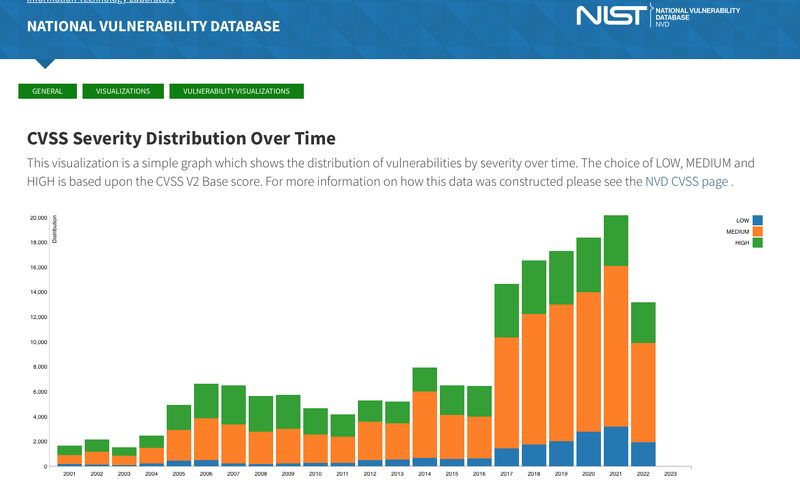 Information Technology Laboratory
NATIONAL VULNERABILITY DATABASE
NIST
NATIONAL VULNERABILITY
DATABASE
NVD
GENERAL
VISUALIZATIONS
VULNERABILITY VISUALIZATIONS
CVSS Severity Distribution Over Time
This visualization is a simple graph which shows the distribution of vulnerabilities by severity over time. The choice of LOW, MEDIUM and
HIGH is based upon the CVSS V2 Base score. For more information on how this data was constructed please see the NVD CVSS page .
Distribution
20,000
18,000
16,000
14,000
12,000
10,000
8,000
6,000
4,000
2,000
0
LOW
MEDIUM
HIGH
2001 2002 2003 2004 2005 2006 2007 2008 2009 2010 2011 2012 2013 2014 2015 2016 2017 2018 2019 2020 2021 2022 2023